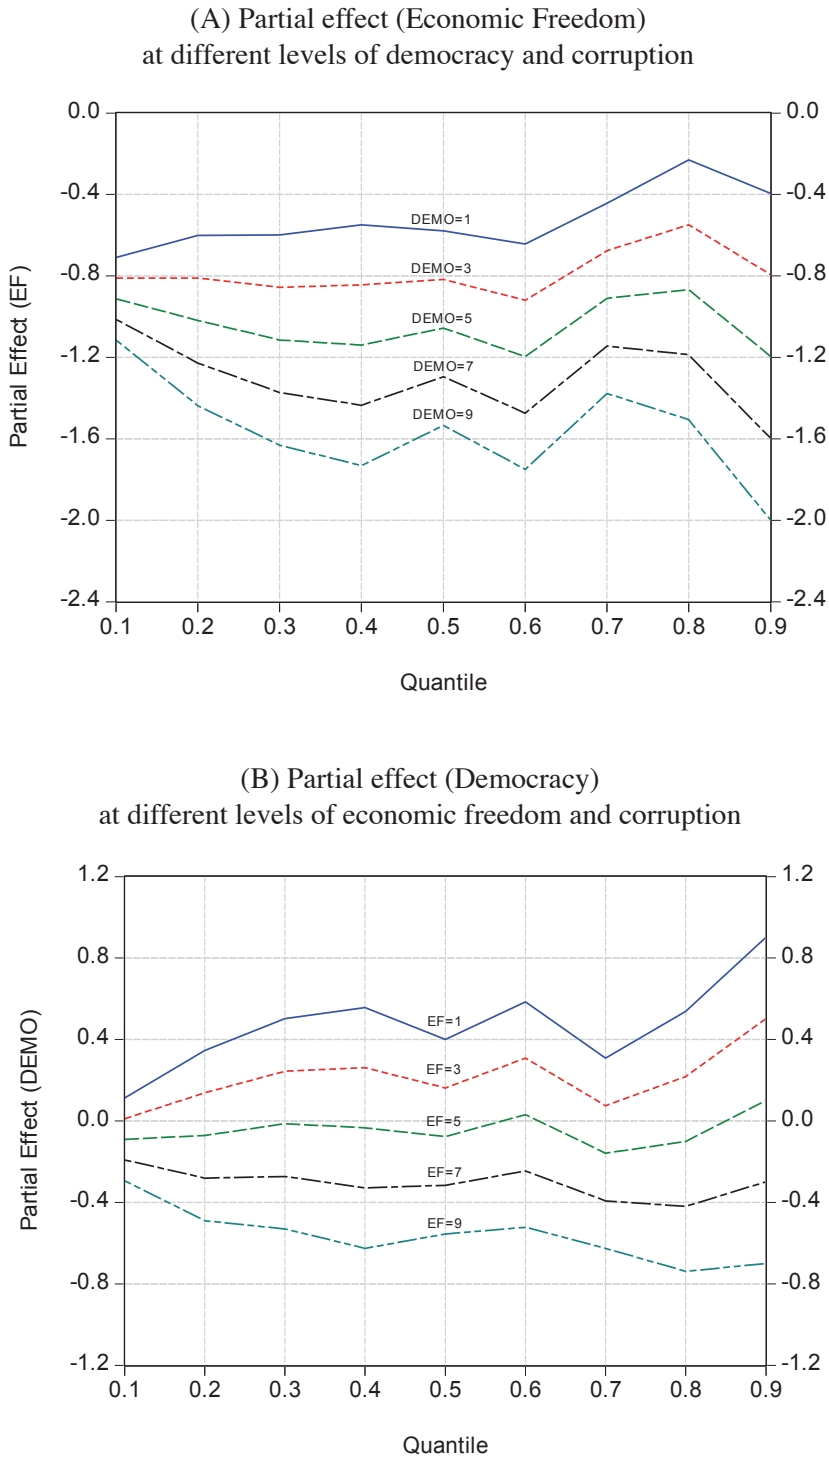 (A) Partial effect (Economic Freedom)
at different levels of democracy and corruption
0.0
0.0
-0.4
-0.4
-0.8
-0.8
-1.2
-1.2
-1.6
-1.6
-2.0
-2.0
-2.4
-2.4
Partial Effect (EF)
DEMO=1
DEMO=3
DEMO=5
DEMO=7
DEMO=9
0.1 0.2 0.3 0.4 0.5 0.6 0.7 0.8 0.9
Quantile
(B) Partial effect (Democracy)
at different levels of economic freedom and corruption
1.2
1.2
0.8
0.8
0.4
0.4
0.0
0.0
-0.4
-0.4
-0.8
-0.8
-1.2
-1.2
Partial Effect (DEMO)
EF=1
EF=3
EF=5
EF=7
EF=9
0.1 0.2 0.3 0.4 0.5 0.6 0.7 0.8 0.9
Quantile